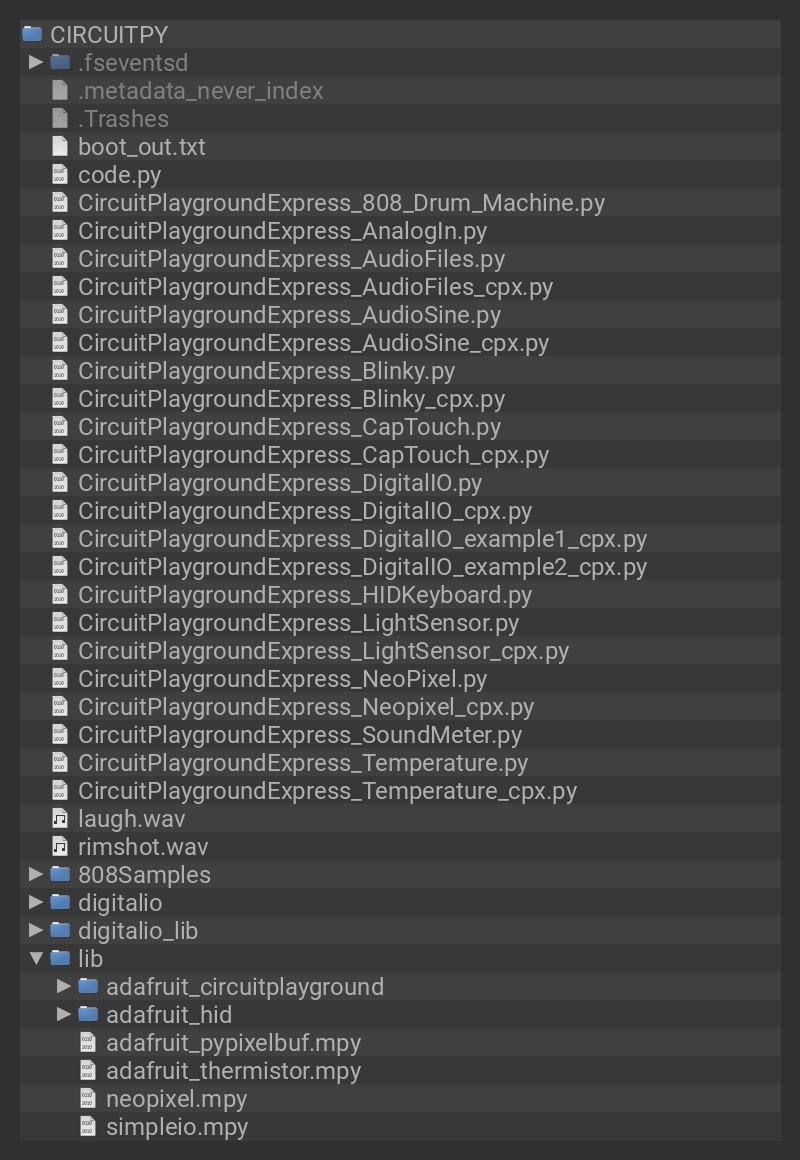 CIRCUITPY
.fseventsd
.metadata_never_index
.Trashes
boot_out.txt
code.py
CircuitPlaygroundExpress_808_Drum_Machine.py
CircuitPlaygroundExpress_AnalogIn.py
CircuitPlaygroundExpress_AudioFiles.py
CircuitPlaygroundExpress_AudioFiles_cpx.py
CircuitPlaygroundExpress_AudioSine.py
CircuitPlaygroundExpress_AudioSine_cpx.py
CircuitPlaygroundExpress_Blinky.py
CircuitPlaygroundExpress_Blinky_cpx.py
CircuitPlaygroundExpress_CapTouch.py
CircuitPlaygroundExpress_CapTouch_cpx.py
CircuitPlaygroundExpress_DigitalIO.py
CircuitPlaygroundExpress_DigitalIO_cpx.py
CircuitPlaygroundExpress_DigitalIO_example1_cpx.py
CircuitPlaygroundExpress_DigitalIO_example2_cpx.py
CircuitPlaygroundExpress_HIDKeyboard.py
CircuitPlaygroundExpress_LightSensor.py
CircuitPlaygroundExpress_LightSensor_cpx.py
CircuitPlaygroundExpress_NeoPixel.py
CircuitPlaygroundExpress_Neopixel_cpx.py
CircuitPlaygroundExpress_SoundMeter.py
CircuitPlaygroundExpress_Temperature.py
CircuitPlaygroundExpress_Temperature_cpx.py
laugh.wav
rimshot.wav
808Samples
digitalio
digitalio_lib
lib
adafruit_circuitplayground
adafruit_hid
adafruit_pypixelbuf.mpy
adafruit_thermistor.mpy
neopixel.mpy
simpleio.mpy